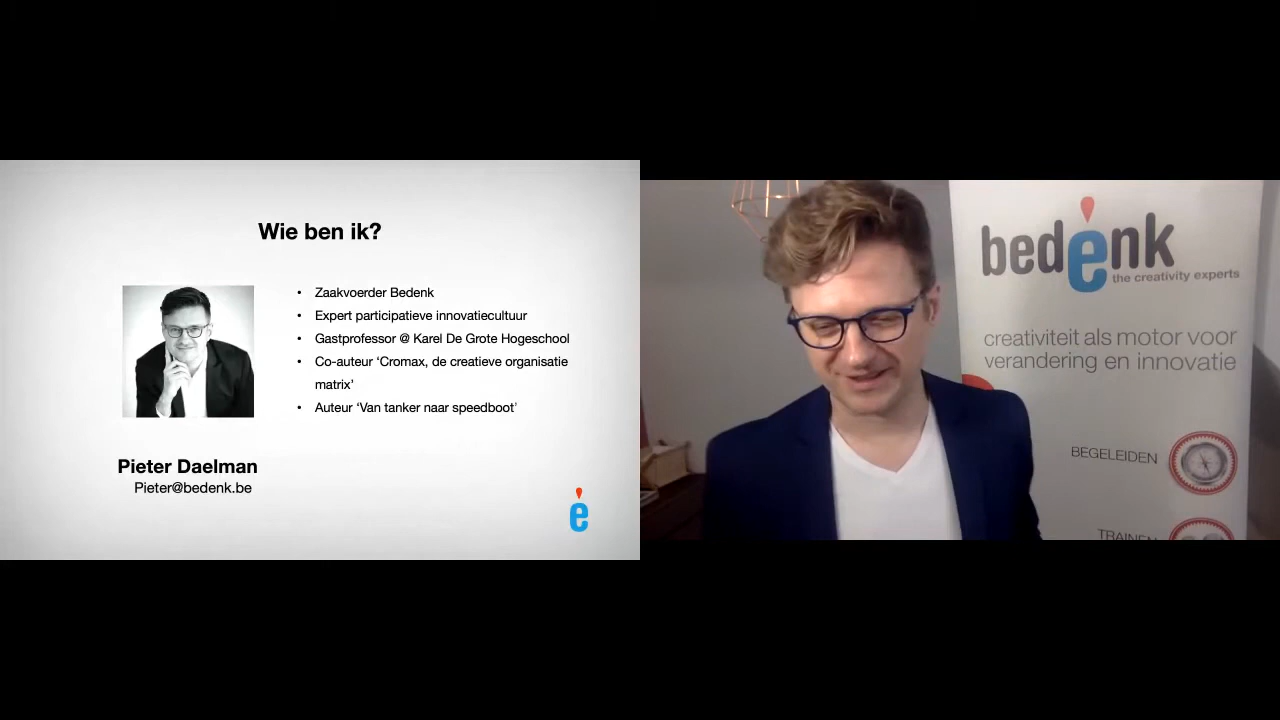 Wie ben ik?
• Zaakvoerder Bedenk
• Expert participatieve innovatiecultuur
• Gastprofessor @ Karel De Grote Hogeschool
• Co-auteur ‘Cromax, de creatieve organisatie
matrix’
• Auteur ‘Van tanker naar speedboot’
Pieter Daelman
Pieter@bedenk.be
e
bedenk
the creativity experts
creativiteit als motor voor
verandering en innovatie
BEGELEIDEN
TRAINEN